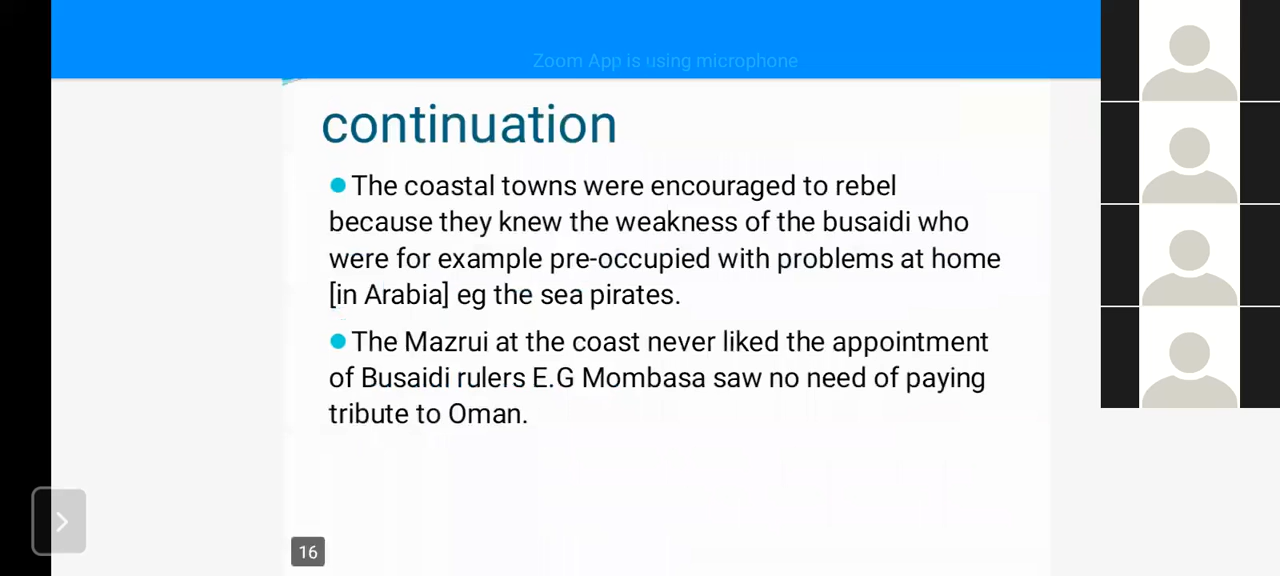 Zoom App is using microphone
continuation
The coastal towns were encouraged to rebel
because they knew the weakness of the busaidi who
were for example pre-occupied with problems at home
[in Arabia] eg the sea pirates.
The Mazrui at the coast never liked the appointment
of Busaidi rulers E.G Mombasa saw no need of paying
tribute to Oman.
16